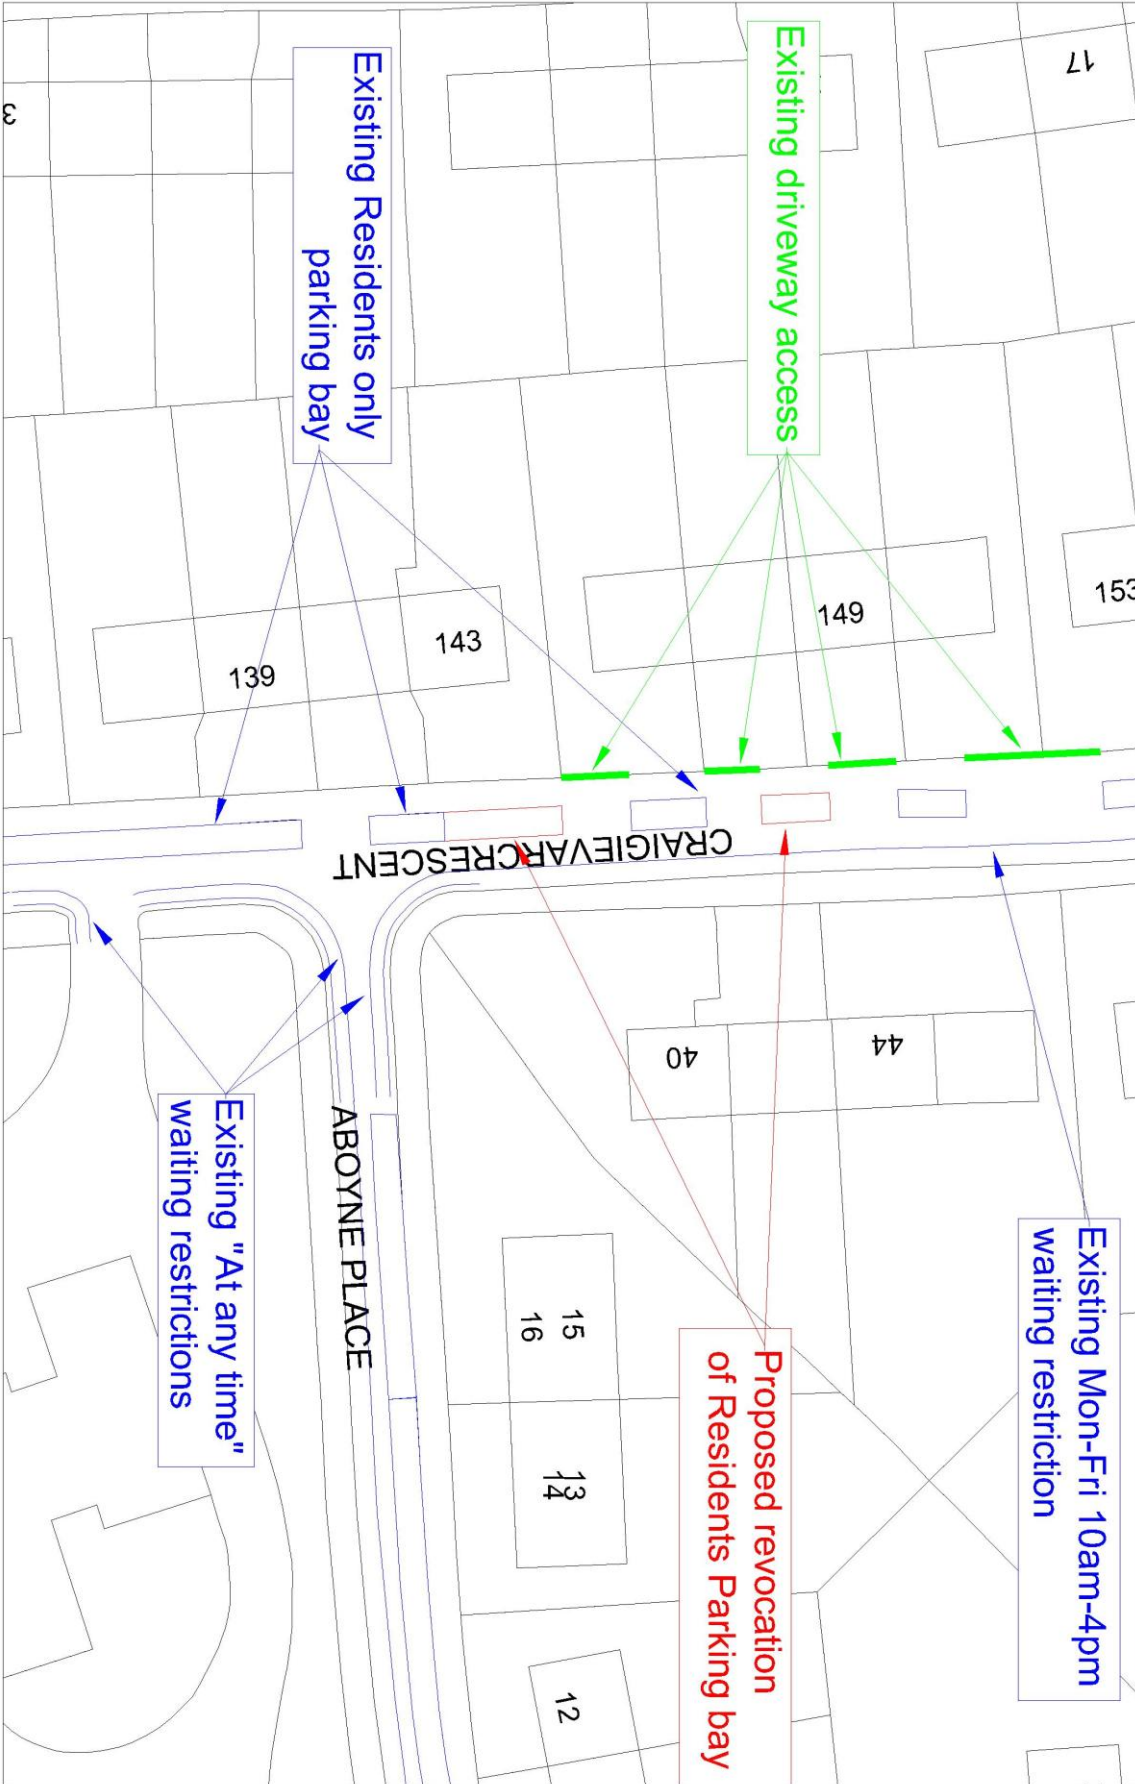 Existing Residents only
parking bay
Existing driveway access
17
3
139
143
149
153
CRAIGIEVAR CRESCENT
ABOYNE PLACE
40
44
Existing "At any time"
waiting restrictions
Existing Mon-Fri 10am-4pm
waiting restriction
Proposed revocation
of Residents Parking bay
15
16
13
14
12